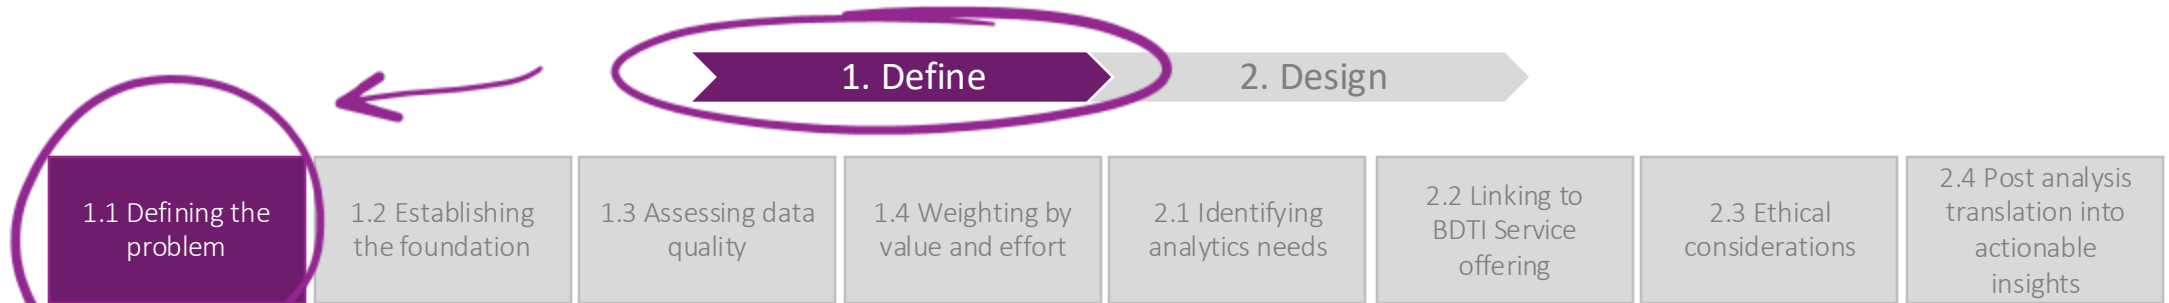 1. Define
2. Design
1.1 Defining the
problem
1.2 Establishing
the foundation
1.3 Assessing data
quality
1.4 Weighting by
value and effort
2.1 Identifying
analytics needs
2.2 Linking to
BDTI Service
offering
2.3 Ethical
considerations
2.4 Post analysis
translation into
actionable
insights